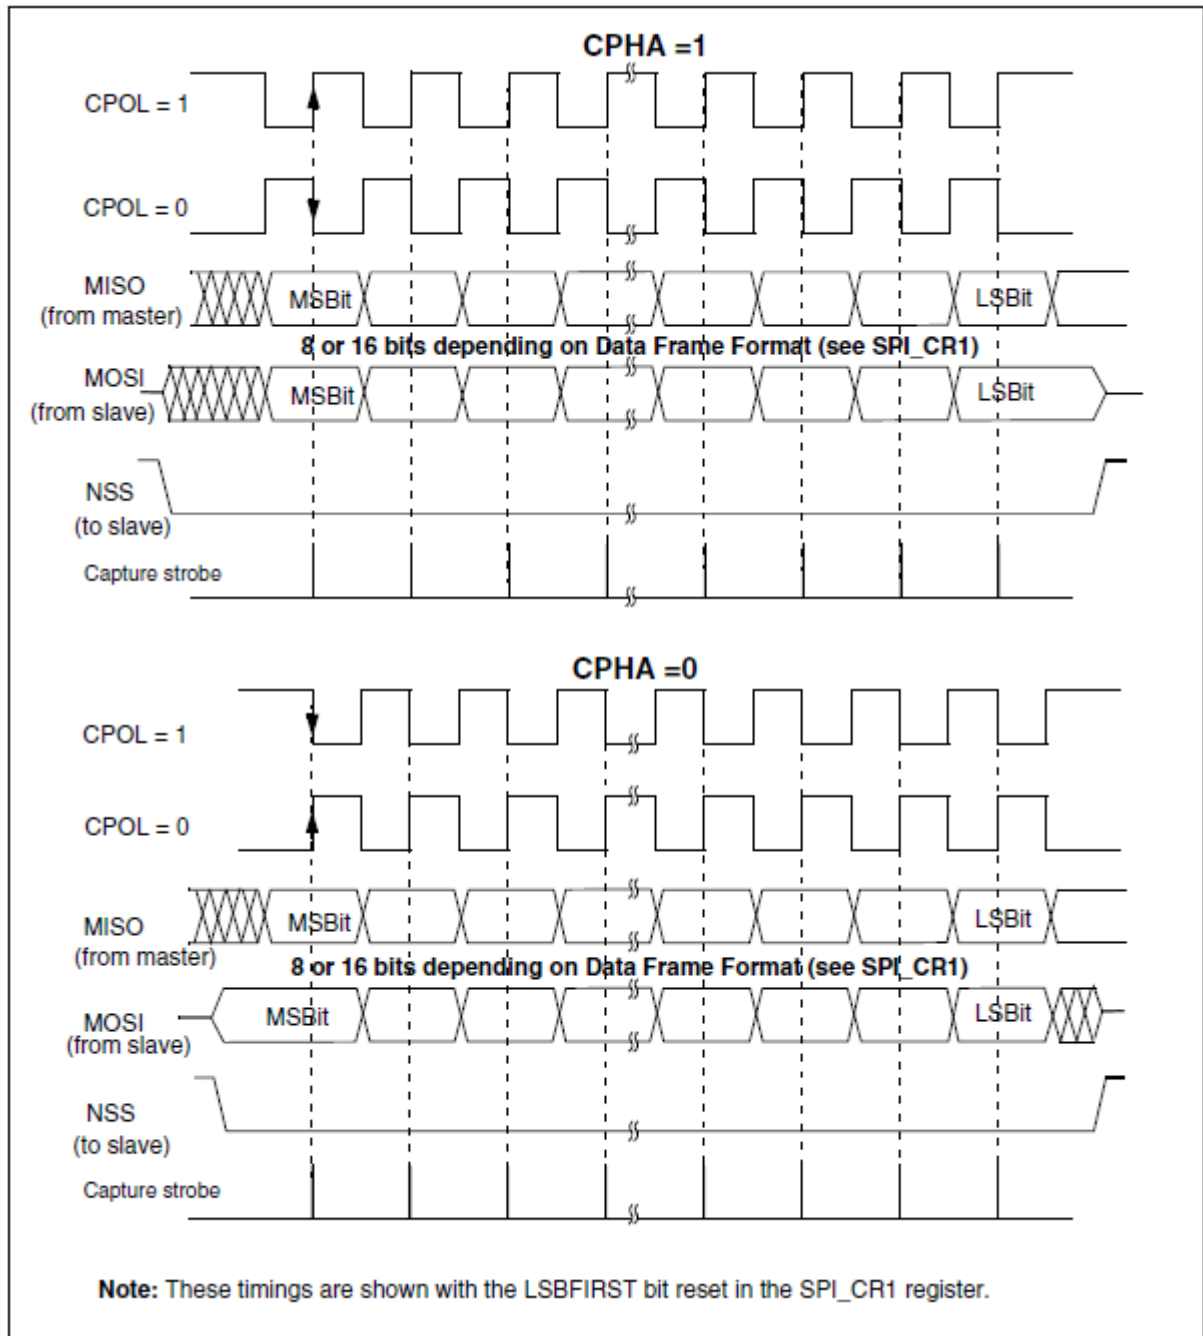 CPHA =1
CPOL = 1
CPOL = 0
MISO
(from master)
MSBit
LSBit
8 or 16 bits depending on Data Frame Format (see SPI_CR1)
MOSI
(from slave)
MSBit
LSBit
NSS
(to slave)
Capture strobe
CPHA =0
CPOL = 1
CPOL = 0
MISO
(from master)
MSBit
LSBit
8 or 16 bits depending on Data Frame Format (see SPI_CR1)
MOSI
(from slave)
MSBit
LSBit
NSS
(to slave)
Capture strobe
Note: These timings are shown with the LSBFIRST bit reset in the SPI_CR1 register.